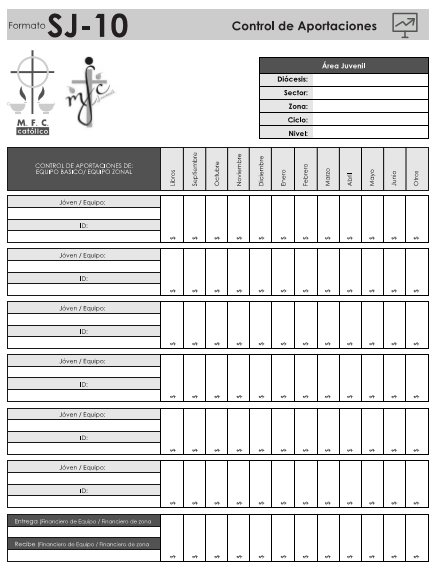 Formato SJ-10 Control de Aportaciones
M. F. C.
católico
Área Juvenil
Diócesis:
Sector:
Zona:
Ciclo:
Nivel:
CONTROL DE APORTACIONES DE:
EQUIPO BASICO/ EQUIPO ZONAL
Libros
Septiembre
Octubre
Noviembre
Diciembre
Enero
Febrero
Marzo
Abril
Mayo
Junio
Otros
Jóven / Equipo:
ID:
$ $ $ $ $ $ $ $ $ $ $ $
Jóven / Equipo:
ID:
$ $ $ $ $ $ $ $ $ $ $ $
Jóven / Equipo:
ID:
$ $ $ $ $ $ $ $ $ $ $ $
Jóven / Equipo:
ID:
$ $ $ $ $ $ $ $ $ $ $ $
Jóven / Equipo:
ID:
$ $ $ $ $ $ $ $ $ $ $ $
Jóven / Equipo:
ID:
$ $ $ $ $ $ $ $ $ $ $ $
Entrega (Financiero de Equipo / Financiero de zona
Recibe (Financiero de Equipo / Financiero de zona
$ $ $ $ $ $ $ $ $ $ $ $